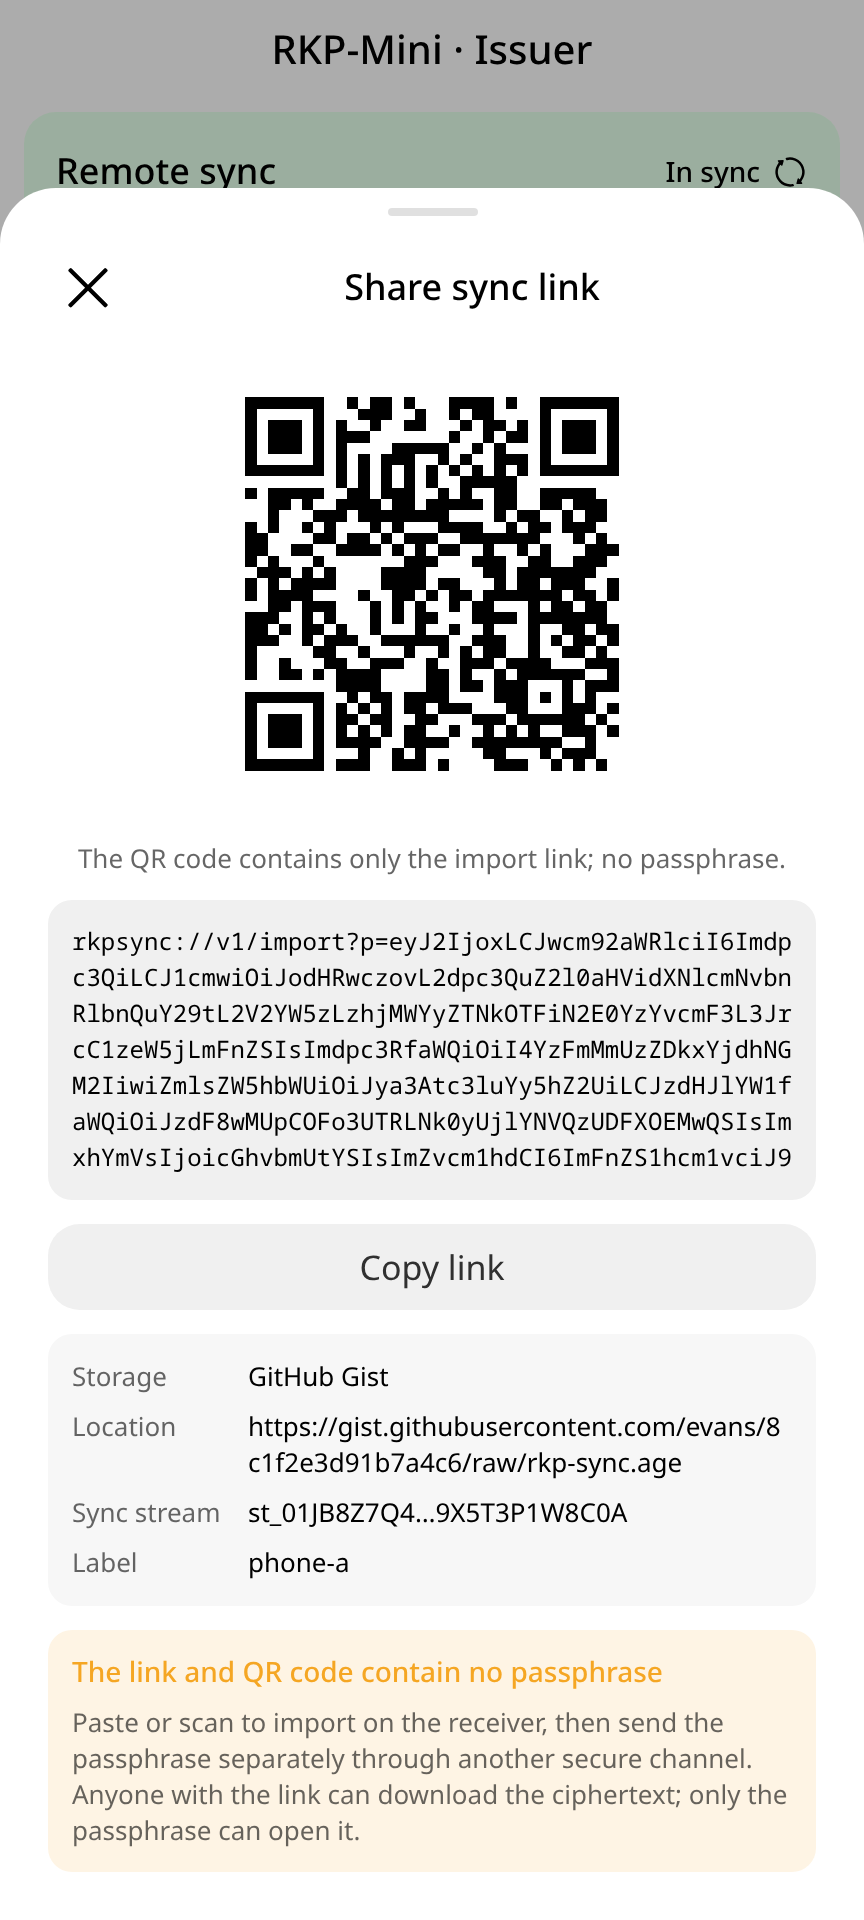 RKP-Mini · Issuer
Remote sync
In sync
Share sync link
The QR code contains only the import link; no passphrase.
rkpsync://v1/import?p=eyJ2IjoxLCJwcm92aWRlciI6Imdp
c3QiLCJ1cmwiOiJodHRwczovL2dpc3QuZ2l0aHVidXNlcmNvbn
RlbnQuY29tL2V2YW5zLzhjMWYyZTNkOTFiN2E0YzYvcmF3L3Jr
cC1zeW5jLmFnZSIsImdpc3RfaWQiOiI4YzFmMmUzZDkxYjdhNG
M2IiwiZmlsZW5hbWUiOiJya3Atc3luYy5hZ2UiLCJzdHJlYW1f
aWQiOiJzdF8wMUpCOFo3UTRLNk0yUjlYNVQzUDFXOEMwQSIsIm
xhYmVsIjoicGhvbmUtYSIsImZvcm1hdCI6ImFnZS1hcm1vciJ9
Copy link
Storage GitHub Gist
Location https://gist.githubusercontent.com/evans/8
c1f2e3d91b7a4c6/raw/rkp-sync.age
Sync stream st_01JB8Z7Q4…9X5T3P1W8C0A
Label phone-a
The link and QR code contain no passphrase
Paste or scan to import on the receiver, then send the
passphrase separately through another secure channel.
Anyone with the link can download the ciphertext; only the
passphrase can open it.